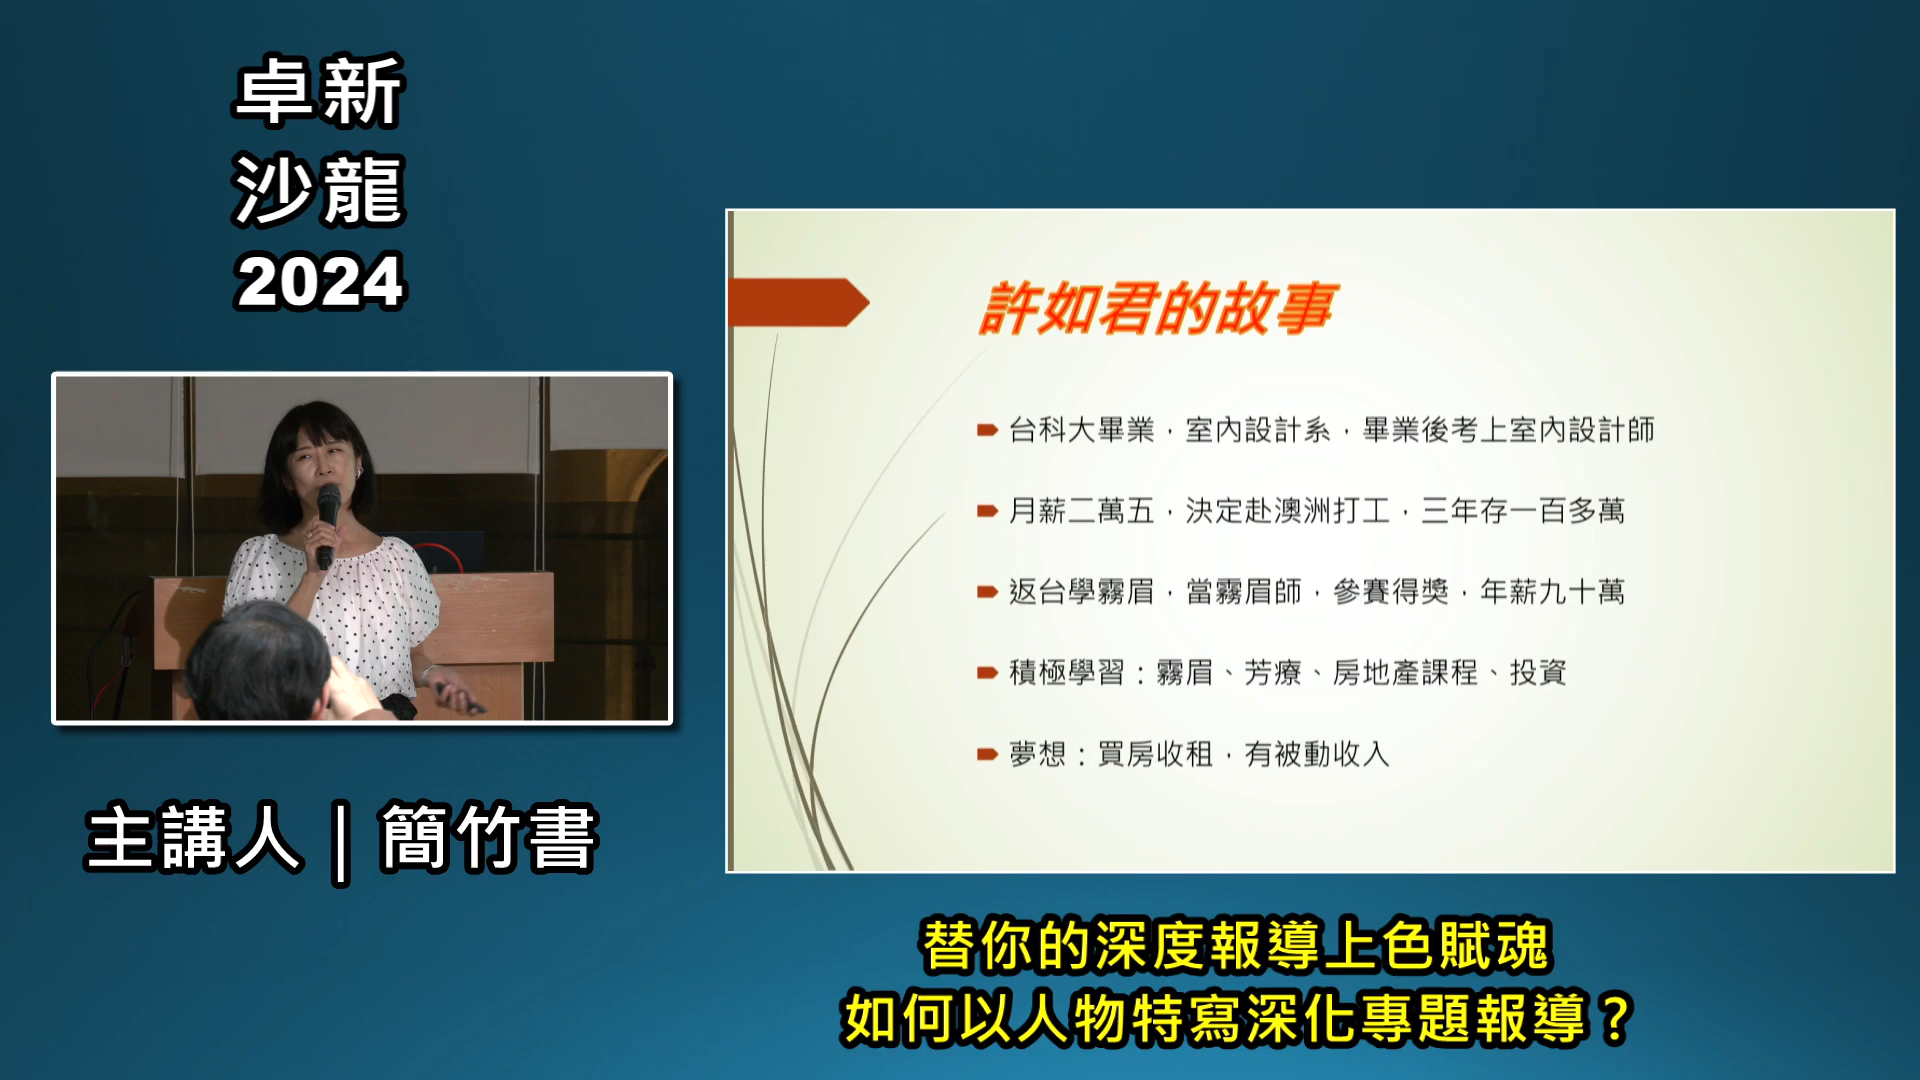 卓新
沙龍
2024
主講人｜簡竹書
許如君的故事
台科大畢業，室內設計系，畢業後考上室內設計師
月薪二萬五，決定赴澳洲打工，三年存一百多萬
返台學霧眉，當霧眉師，參賽得獎，年薪九十萬
積極學習：霧眉、芳療、房地產課程、投資
夢想：買房收租，有被動收入
替你的深度報導上色賦魂
如何以人物特寫深化專題報導？